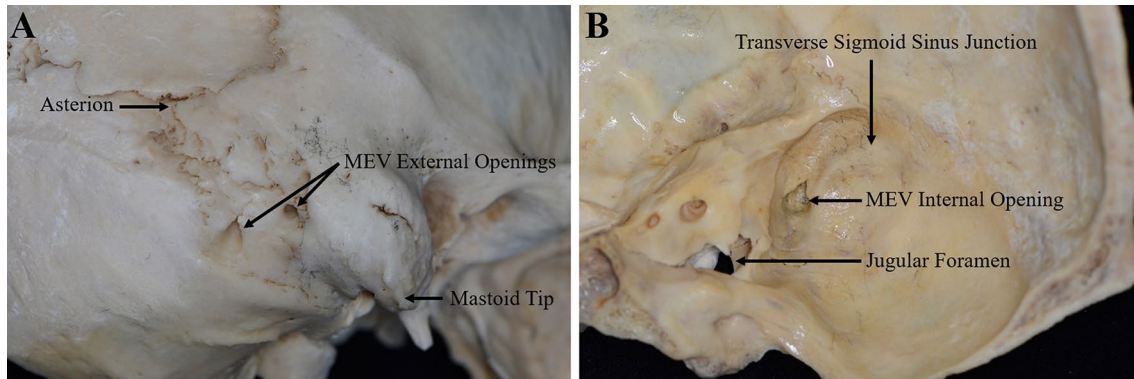 A
Asterion
MEV External Openings
Mastoid Tip
B
Transverse Sigmoid Sinus Junction
MEV Internal Opening
Jugular Foramen